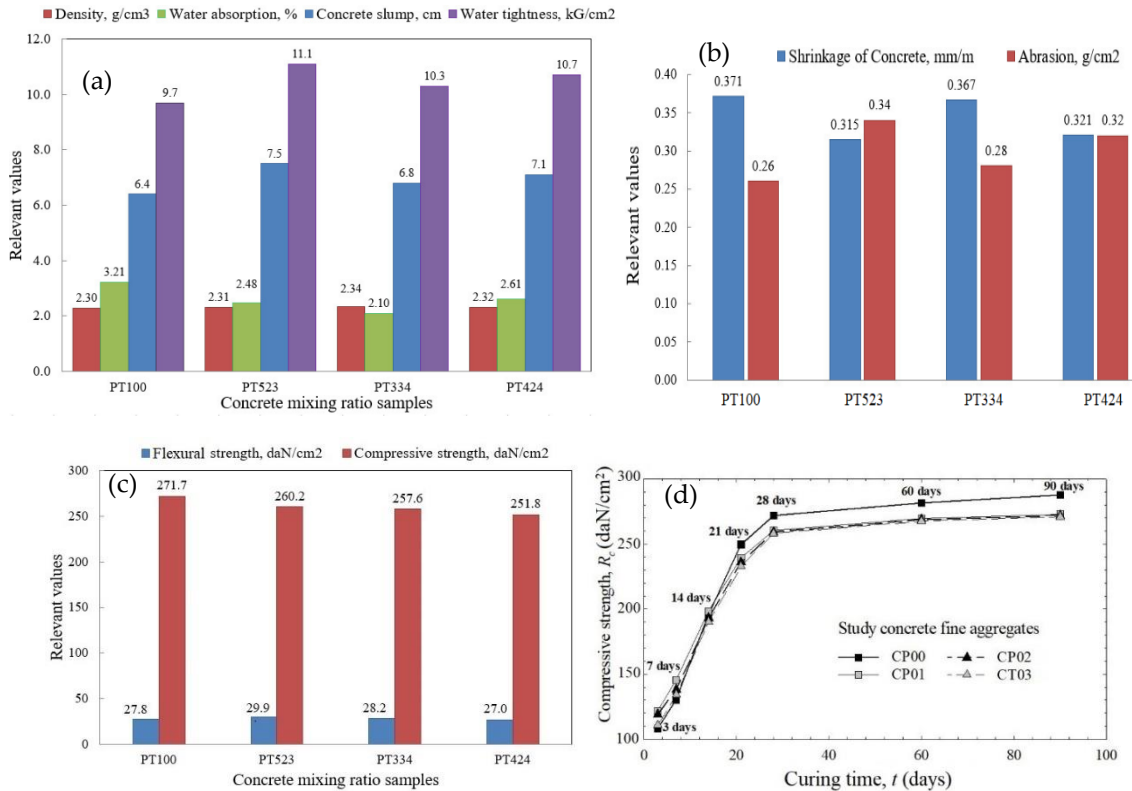 Density, g/cm3 Water absorption, % Concrete slump, cm Water tightness, kG/cm2
(a)
Relevant values
12.0
10.0
8.0
6.0
4.0
2.0
0.0
2.30 3.21 6.4 9.7
2.31 2.48 7.5 11.1
2.34 2.10 6.8 10.3
2.32 2.61 7.1 10.7
PT100 PT523 PT334 PT424
Concrete mixing ratio samples
(b)
Shrinkage of Concrete, mm/m Abrasion, g/cm2
Relevant values
0.40
0.35
0.30
0.25
0.20
0.15
0.10
0.05
0.00
0.371 0.26
0.315 0.34
0.367 0.28
0.321 0.32
PT100 PT523 PT334 PT424
Flexural strength, daN/cm2 Compressive strength, daN/cm2
(c)
Relevant values
300
250
200
150
100
50
0
27.8 271.7
29.9 260.2
28.2 257.6
27.0 251.8
PT100 PT523 PT334 PT424
Concrete mixing ratio samples
(d)
Compressive strength, Rc (daN/cm²)
300
250
200
150
100
3 days
7 days
14 days
21 days
28 days
60 days
90 days
Study concrete fine aggregates
CP00 CP02
CP01 CT03
0 20 40 60 80 100
Curing time, t (days)